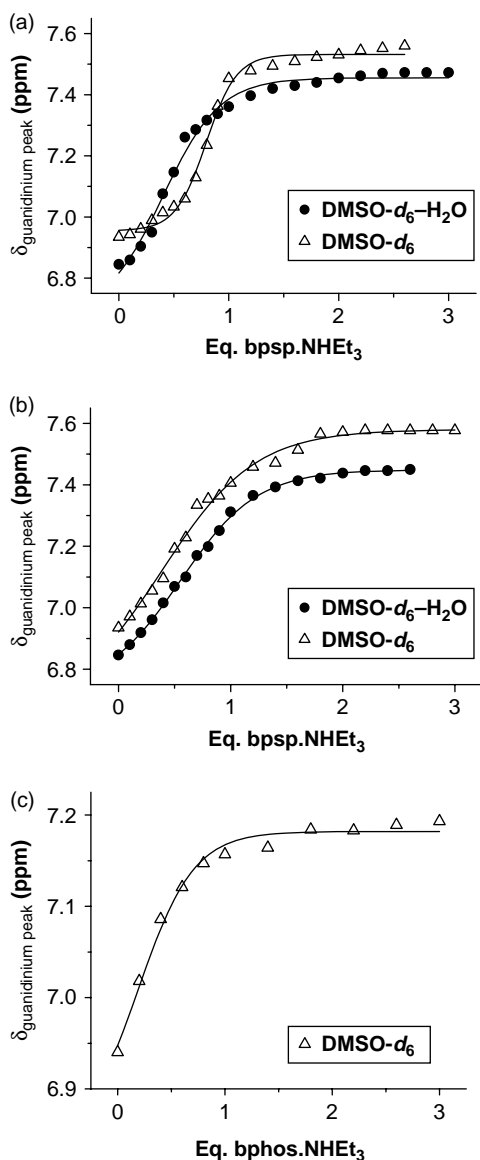 (a)
7.6
7.4
7.2
7.0
6.8
δguanidinium peak (ppm)
DMSO-d6–H2O
DMSO-d6
0 1 2 3
Eq. bpsp.NHEt3
(b)
7.6
7.4
7.2
7.0
6.8
δguanidinium peak (ppm)
DMSO-d6–H2O
DMSO-d6
0 1 2 3
Eq. bpsp.NHEt3
(c)
7.2
7.1
7.0
6.9
δguanidinium peak (ppm)
DMSO-d6
0 1 2 3
Eq. bphos.NHEt3